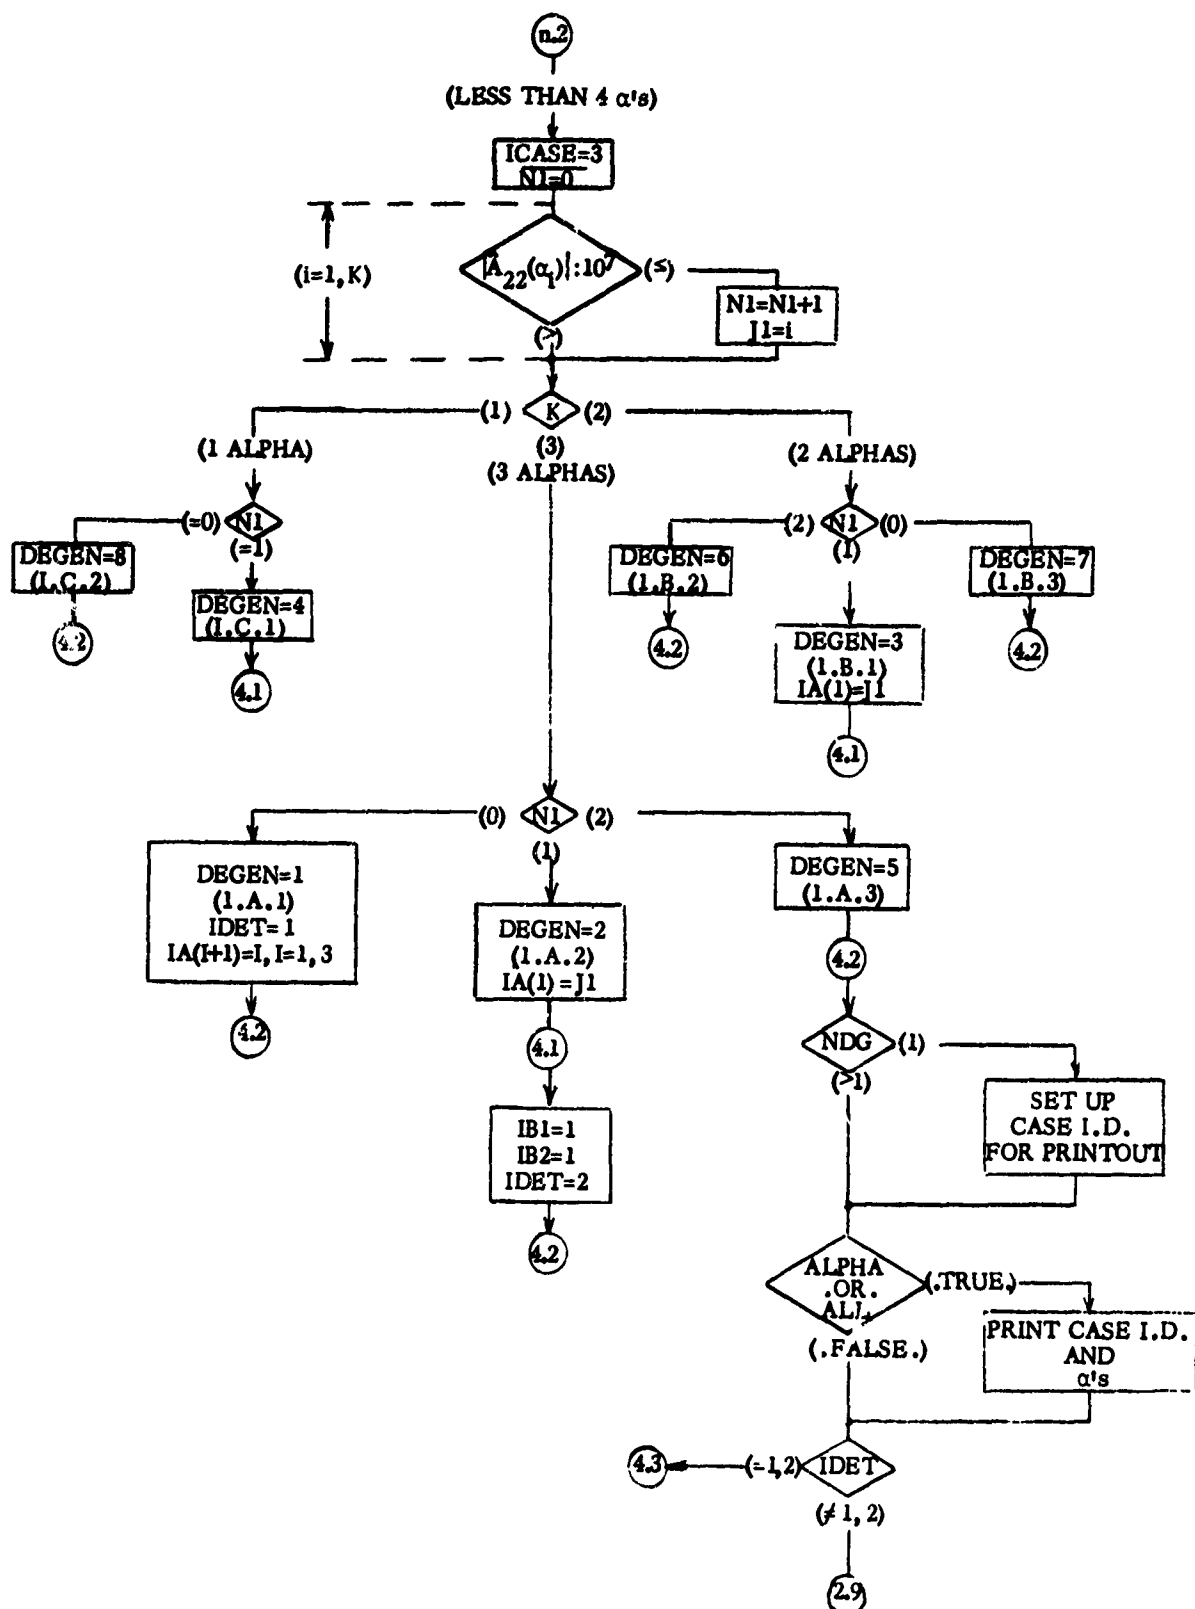 n.2
(LESS THAN 4 α's)
ICASE=3
N1=0
(i=1, K)
|A22(αi)|:10^7
(≤)
N1=N1+1
J1=i
(>)
(1)
K
(2)
(3)
(1 ALPHA)
(3 ALPHAS)
(2 ALPHAS)
(=0)
N1
(=1)
(2)
N1
(0)
(1)
DEGEN=8
(I.C.2)
4.2
DEGEN=4
(I.C.1)
4.1
DEGEN=6
(1.B.2)
4.2
DEGEN=7
(1.B.3)
4.2
DEGEN=3
(1.B.1)
IA(1)=J1
4.1
(0)
N1
(2)
(1)
DEGEN=1
(1.A.1)
IDET=1
IA(I+1)=I, I=1, 3
4.2
DEGEN=2
(1.A.2)
IA(1)=J1
4.1
IB1=1
IB2=1
IDET=2
4.2
DEGEN=5
(1.A.3)
4.2
NDG
(1)
(>1)
SET UP
CASE I.D.
FOR PRINTOUT
ALPHA
.OR.
ALL
(.TRUE.)
(.FALSE.)
PRINT CASE I.D.
AND
α's
4.3
(=1,2)
IDET
(≠ 1, 2)
2.9